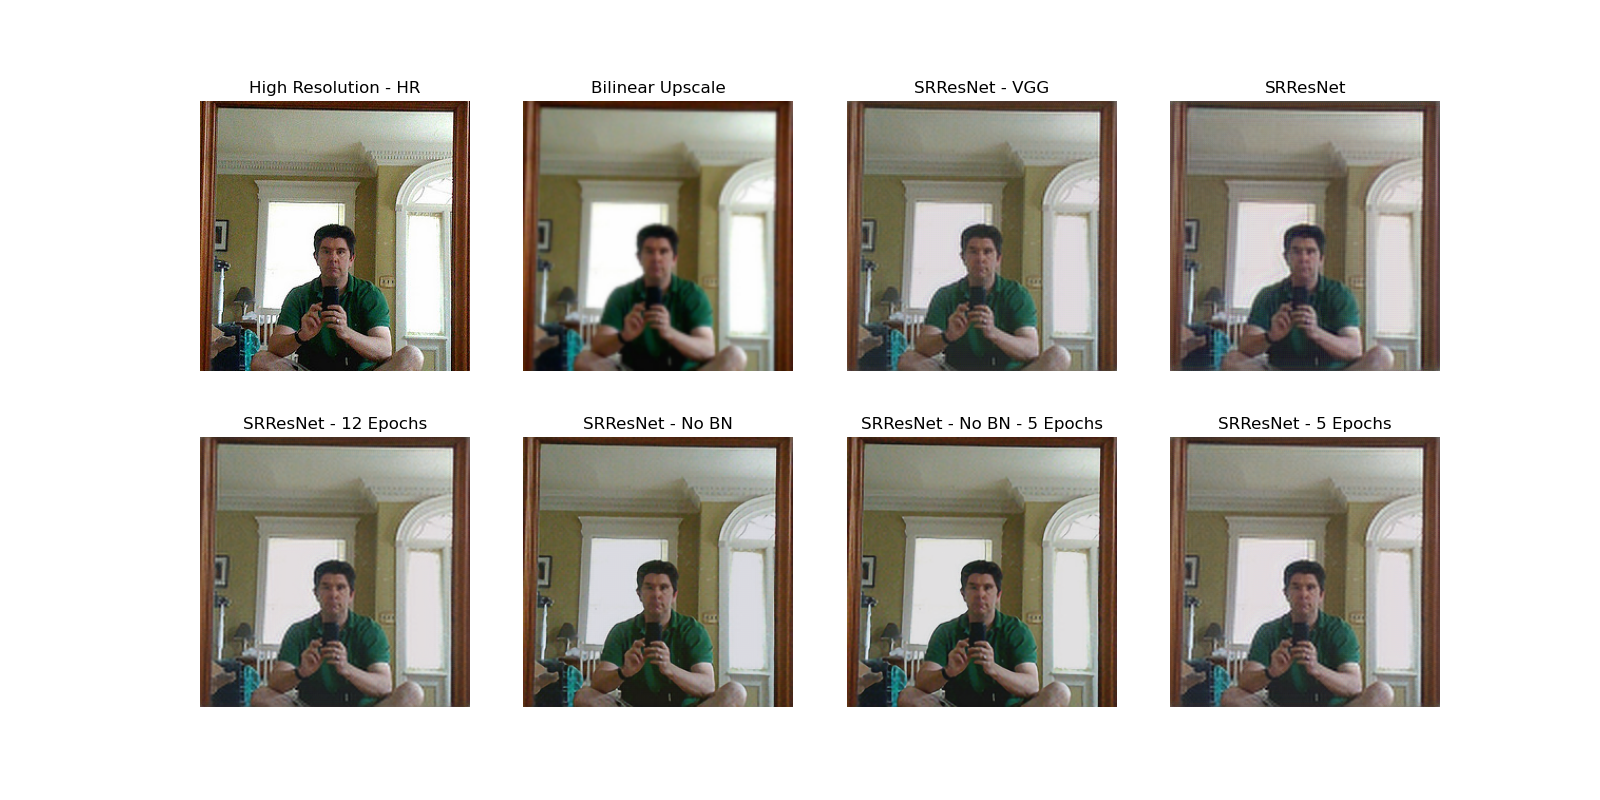 High Resolution - HR
Bilinear Upscale
SRResNet - VGG
SRResNet
SRResNet - 12 Epochs
SRResNet - No BN
SRResNet - No BN - 5 Epochs
SRResNet - 5 Epochs